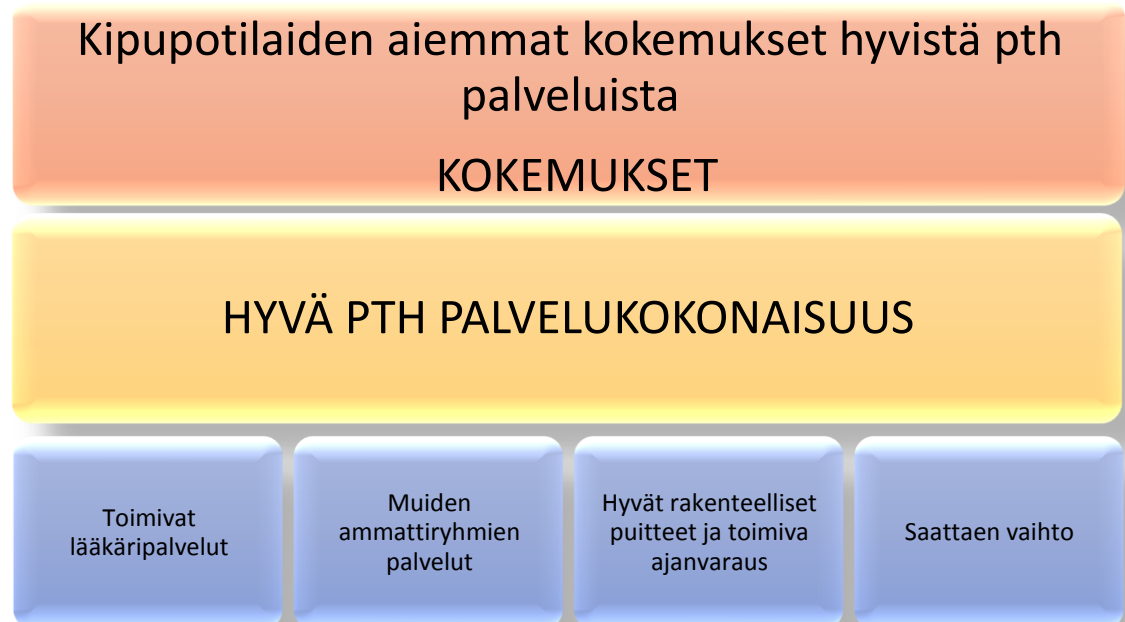 Kipupotilaiden aiemmat kokemukset hyvistä pth
palveluista
KOKEMUKSET
HYVÄ PTH PALVELUKOKONAISUUS
Toimivat
lääkäripalvelut
Muiden
ammattiryhmien
palvelut
Hyvät rakenteelliset
puitteet ja toimiva
ajanvaraus
Saattaen vaihto